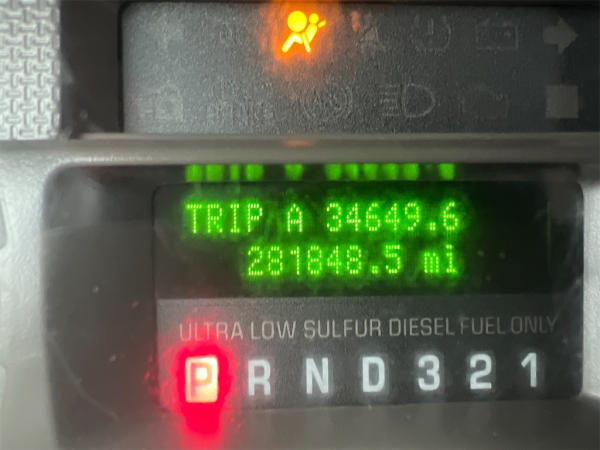 TRIP A 34649.6
281848.5 mi
ULTRA LOW SULFUR DIESEL FUEL ONLY
P R N D 3 2 1